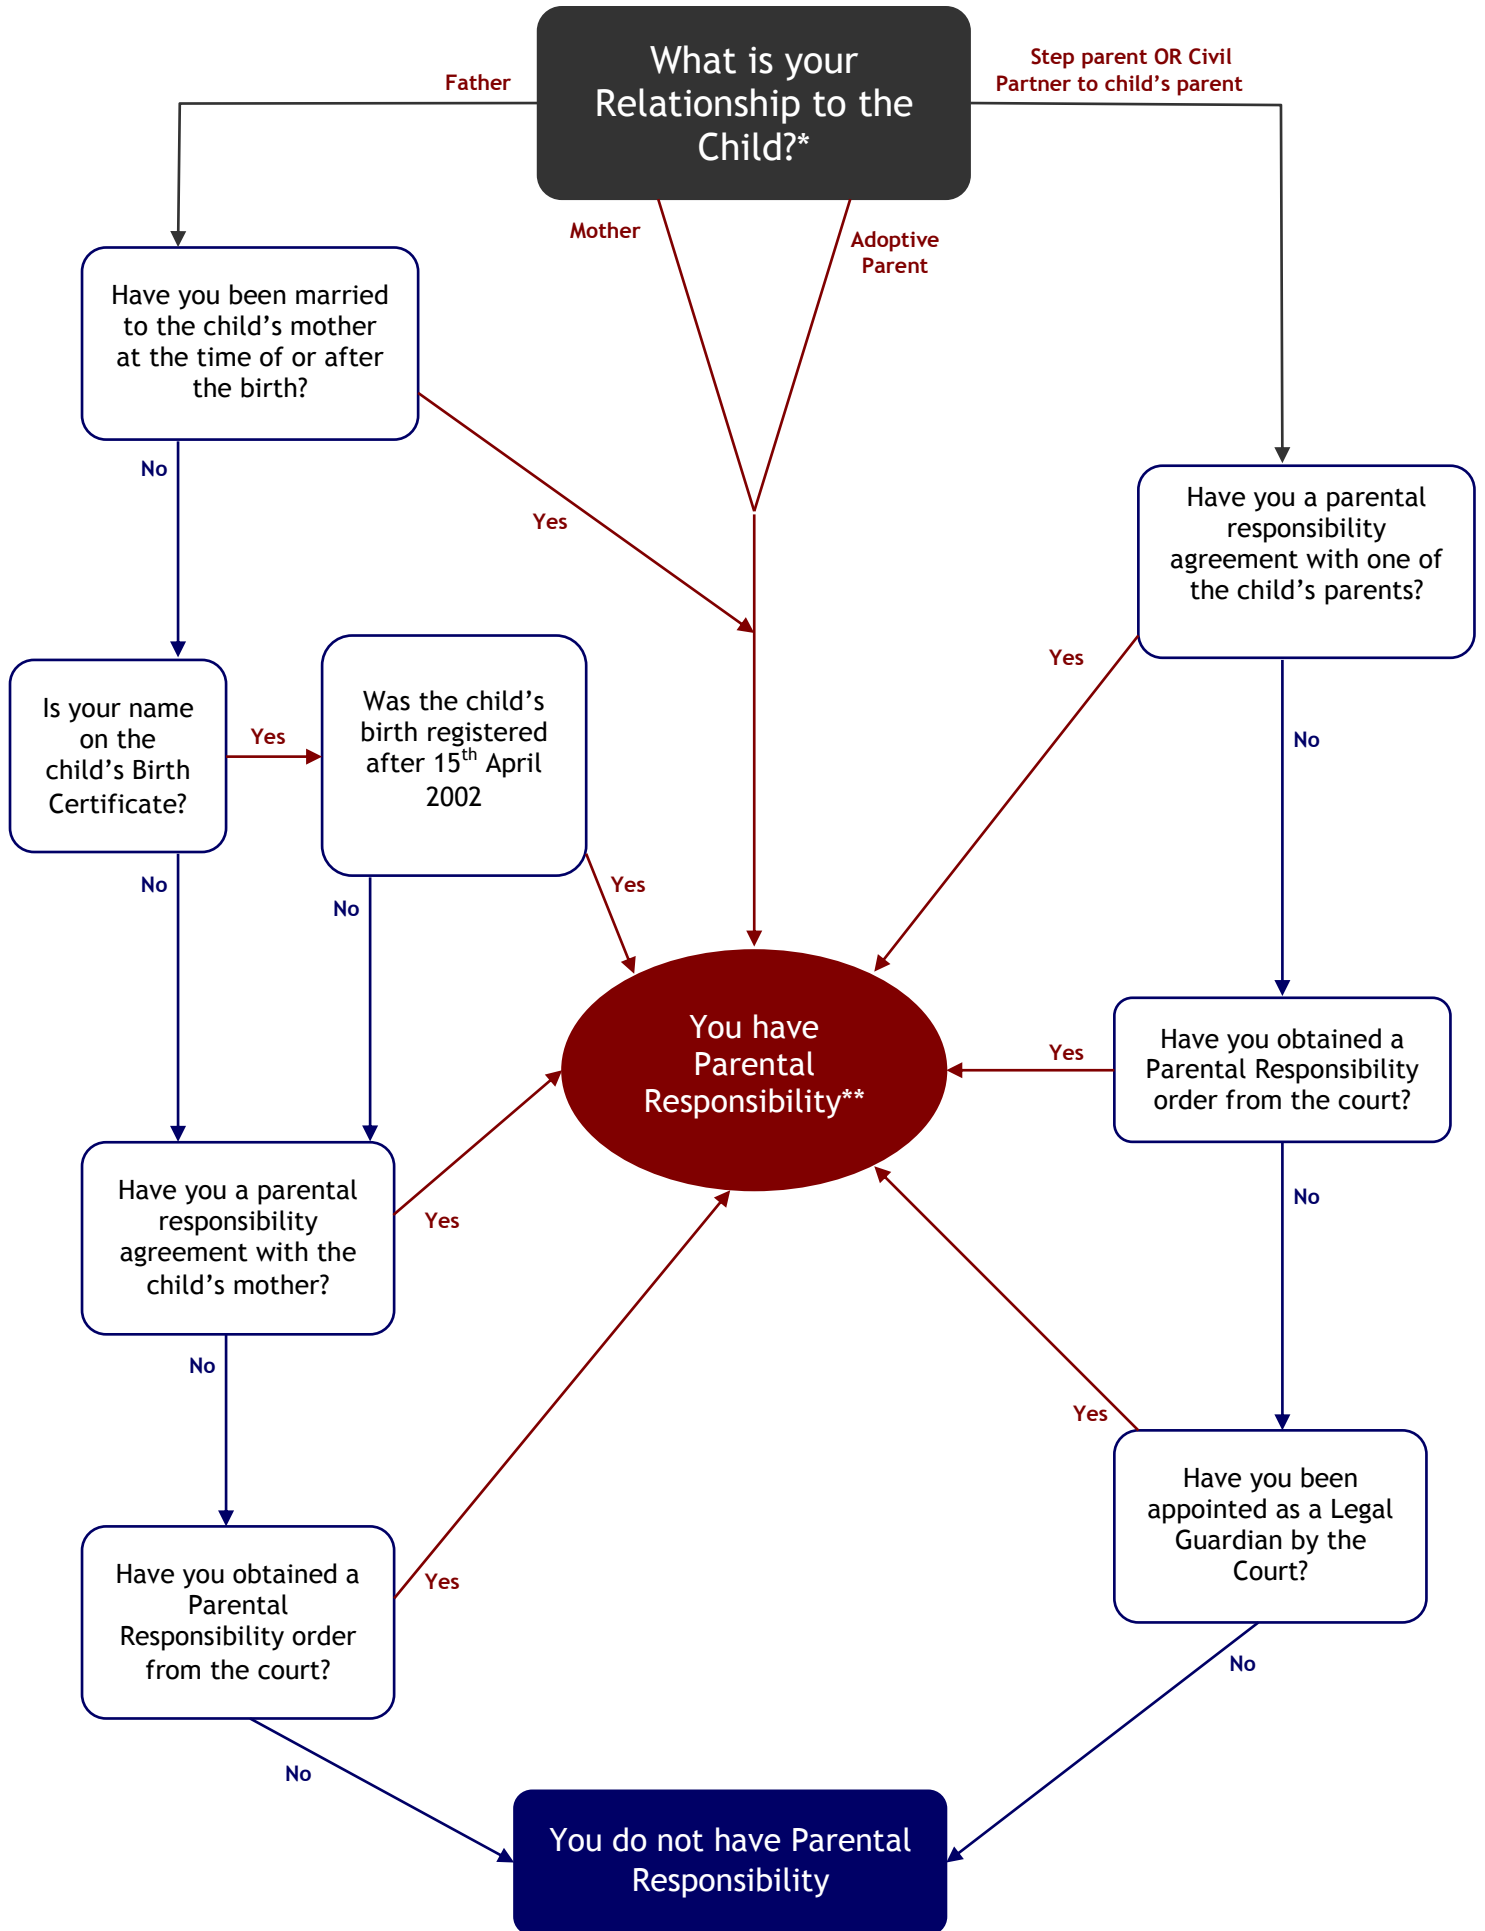 What is your
Relationship to the
Child?*
Father
Step parent OR Civil
Partner to child’s parent
Mother
Adoptive
Parent
Have you been married
to the child’s mother
at the time of or after
the birth?
No
Yes
Have you a parental
responsibility
agreement with one of
the child’s parents?
Yes
No
Is your name
on the
child’s Birth
Certificate?
Yes
Was the child’s
birth registered
after 15th April
2002
No
No
Yes
You have
Parental
Responsibility**
Yes
Have you obtained a
Parental Responsibility
order from the court?
No
Have you a parental
responsibility
agreement with the
child’s mother?
Yes
No
Yes
Have you been
appointed as a Legal
Guardian by the
Court?
No
Have you obtained a
Parental
Responsibility order
from the court?
Yes
No
You do not have Parental
Responsibility